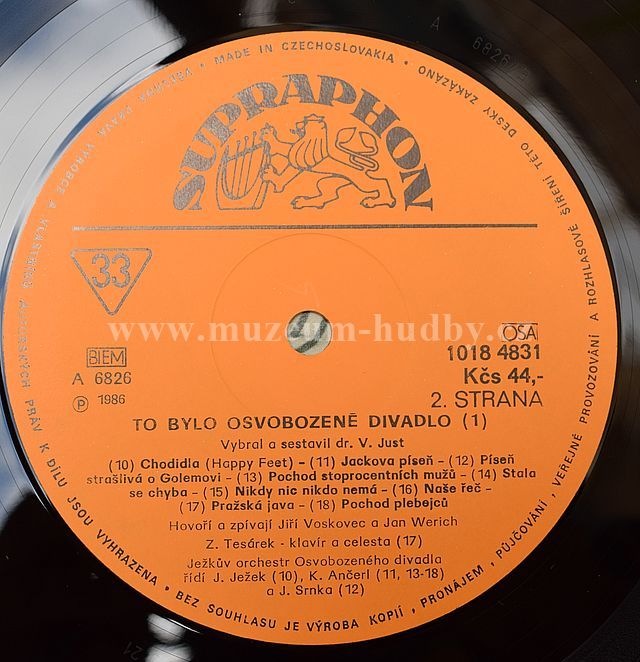 VŠECHNA PRÁVA VÝROBCE A VLASTNÍKA AUTORSKÝCH PRÁV K DÍLU JSOU VYHRAZENA • BEZ SOUHLASU JE VÝROBA KOPIÍ, PRONÁJEM, PŮJČOVÁNÍ, VEŘEJNÉ PROVOZOVÁNÍ A ROZHLASOVÉ ŠÍŘENÍ TÉTO DESKY ZAKÁZÁNO • MADE IN CZECHOSLOVAKIA •
SUPRAPHON
33
www.muzeum-hudby.c
BIEM
OSA
A 6826
1018 4831
℗ 1986
Kčs 44,-
2. STRANA
TO BYLO OSVOBOZENÉ DIVADLO (1)
Vybral a sestavil dr. V. Just
(10) Chodidla (Happy Feet) - (11) Jackova píseň - (12) Píseň
strašlivá o Golemovi - (13) Pochod stoprocentních mužů - (14) Stala
se chyba - (15) Nikdy nic nikdo nemá - (16) Naše řeč -
(17) Pražská java - (18) Pochod plebejců
Hovoří a zpívají Jiří Voskovec a Jan Werich
Z. Tesárek - klavír a celesta (17)
Ježkův orchestr Osvobozeného divadla
řídí J. Ježek (10), K. Ančerl (11, 13-18)
a J. Srnka (12)